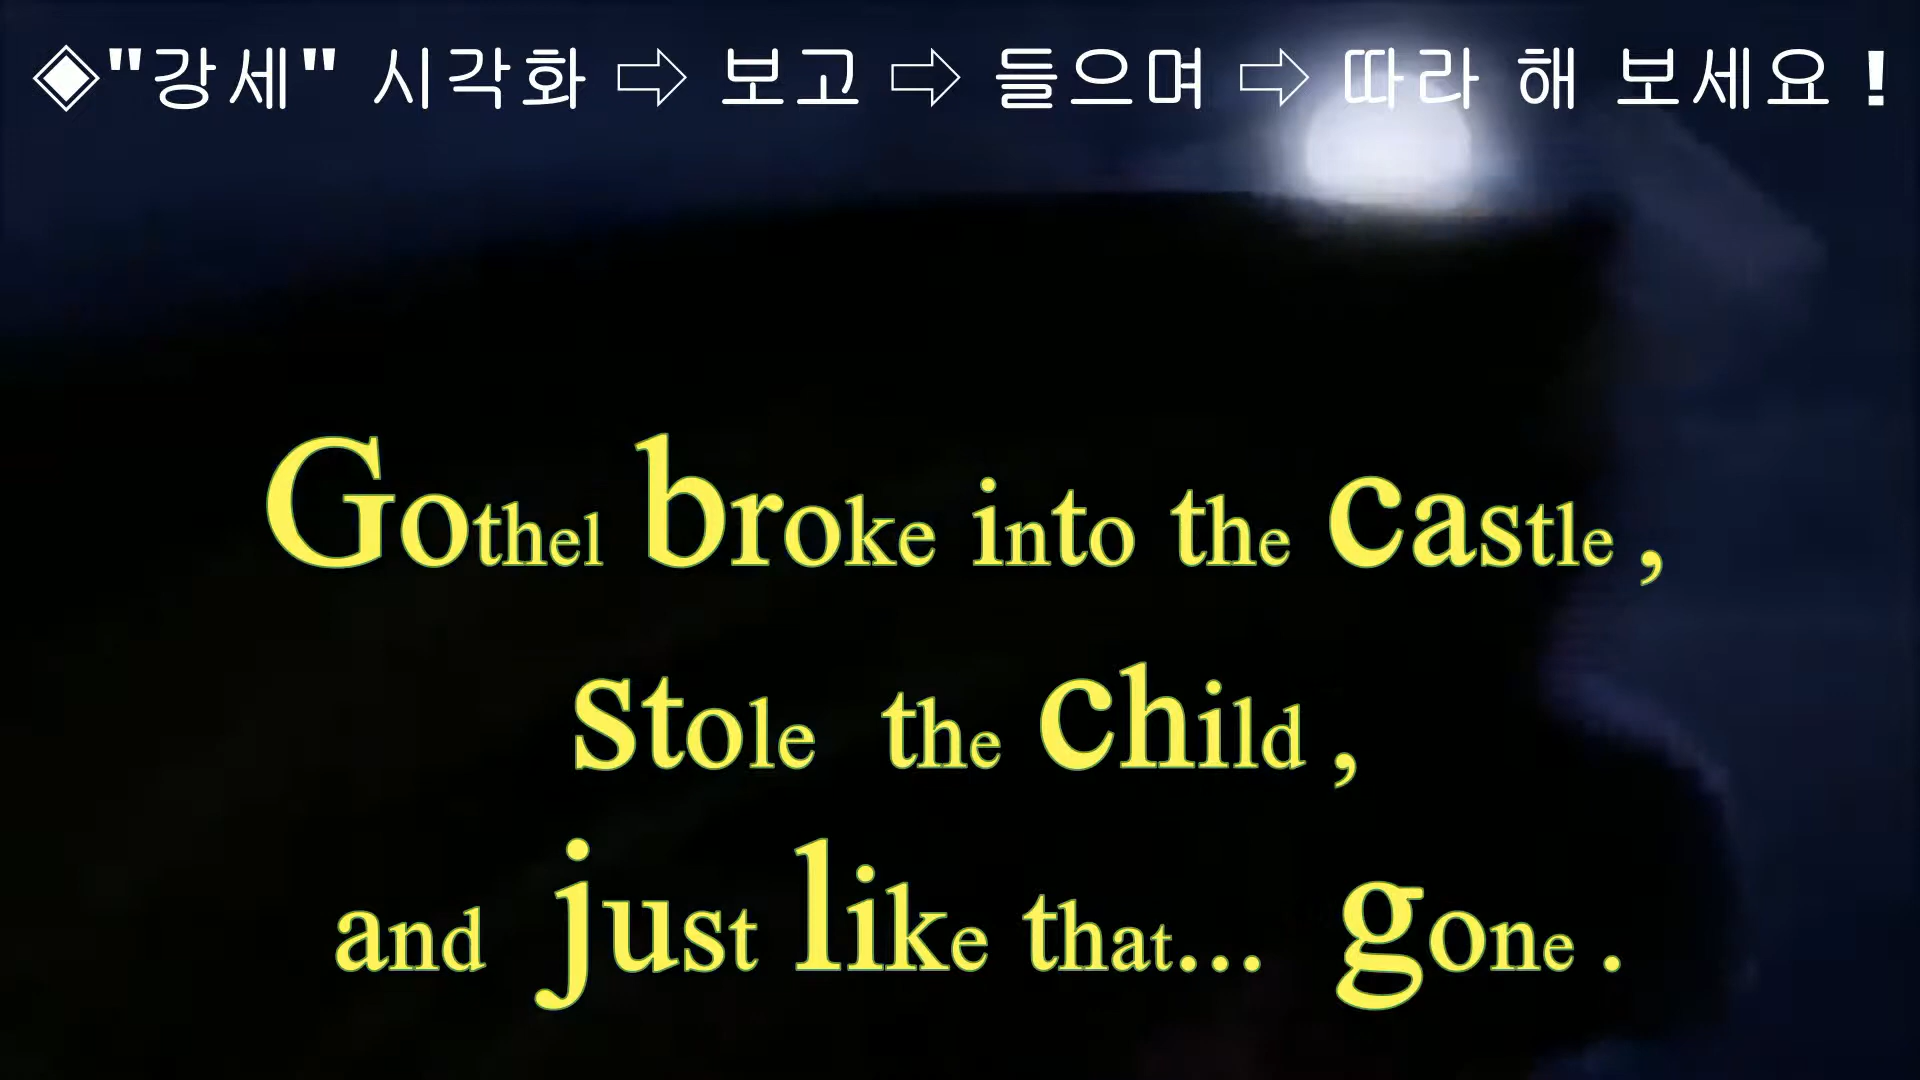 ◈"강세" 시각화 ⇨ 보고 ⇨ 들으며 ⇨ 따라 해 보세요 !
Gothel broke into the castle ,
stole the child ,
and just like that... gone .